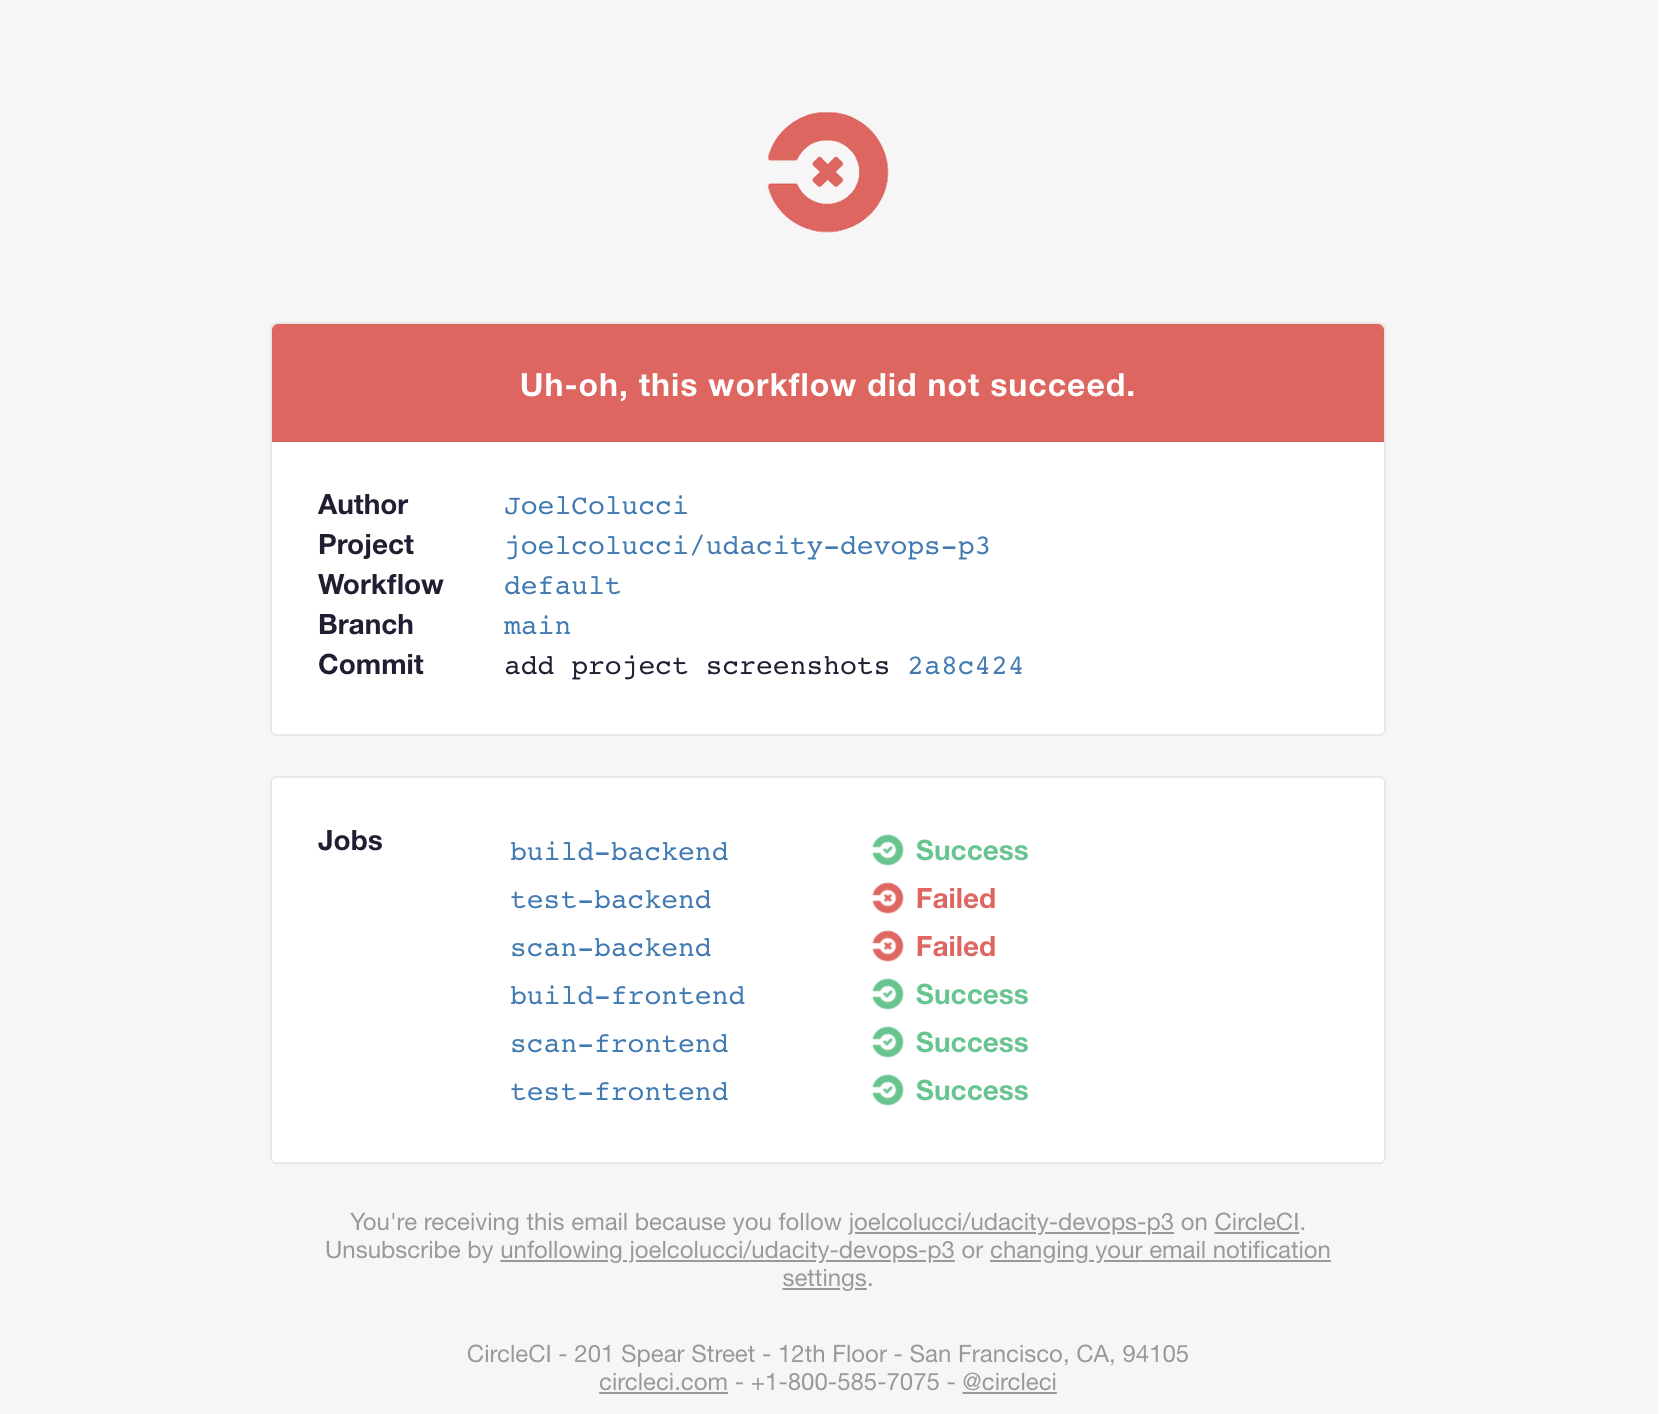 Uh-oh, this workflow did not succeed.
Author JoelColucci
Project joelcolucci/udacity-devops-p3
Workflow default
Branch main
Commit add project screenshots 2a8c424
Jobs build-backend Success
test-backend Failed
scan-backend Failed
build-frontend Success
scan-frontend Success
test-frontend Success
You're receiving this email because you follow joelcolucci/udacity-devops-p3 on CircleCI.
Unsubscribe by unfollowing joelcolucci/udacity-devops-p3 or changing your email notification
settings.
CircleCI - 201 Spear Street - 12th Floor - San Francisco, CA, 94105
circleci.com - +1-800-585-7075 - @circleci